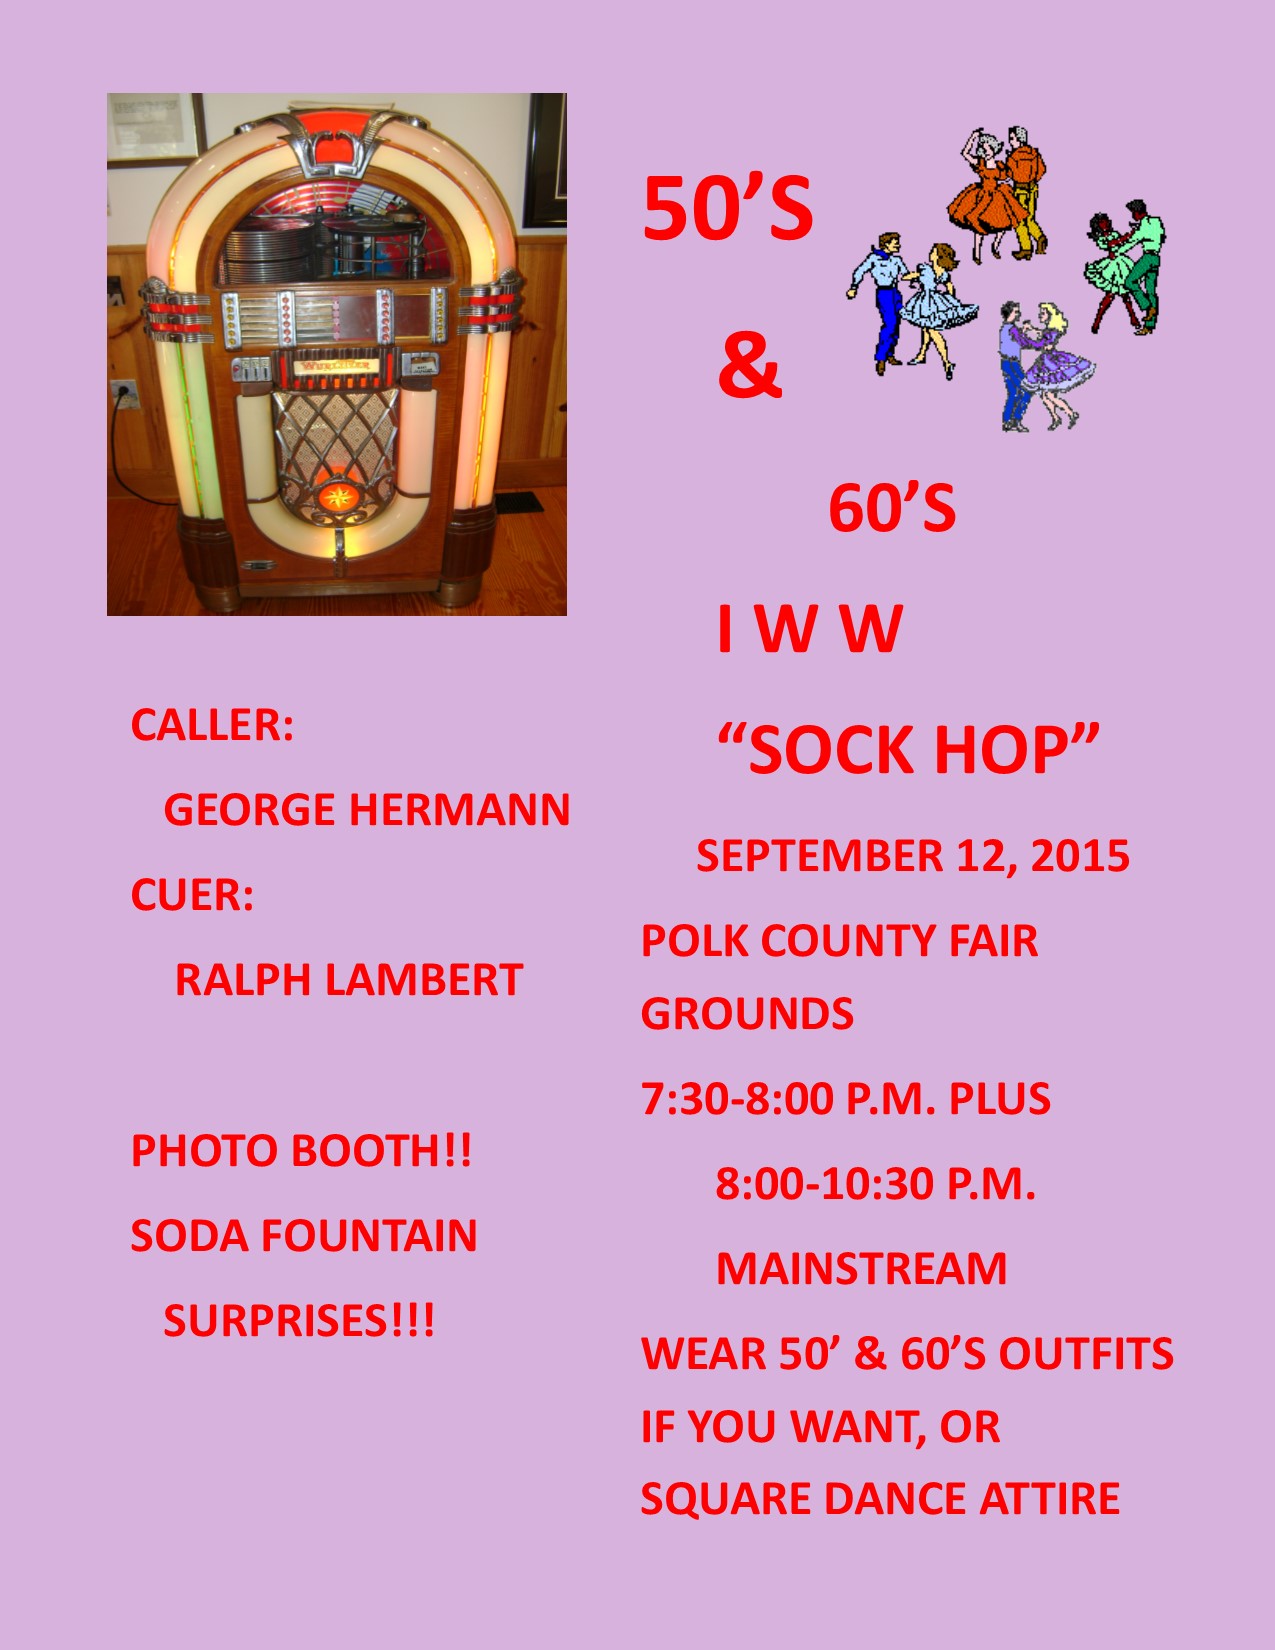 WURLITZER
50’S
&
60’S
I W W
“SOCK HOP”
SEPTEMBER 12, 2015
POLK COUNTY FAIR
GROUNDS
7:30-8:00 P.M. PLUS
8:00-10:30 P.M.
MAINSTREAM
WEAR 50’ & 60’S OUTFITS
IF YOU WANT, OR
SQUARE DANCE ATTIRE
CALLER:
GEORGE HERMANN
CUER:
RALPH LAMBERT
PHOTO BOOTH!!
SODA FOUNTAIN
SURPRISES!!!